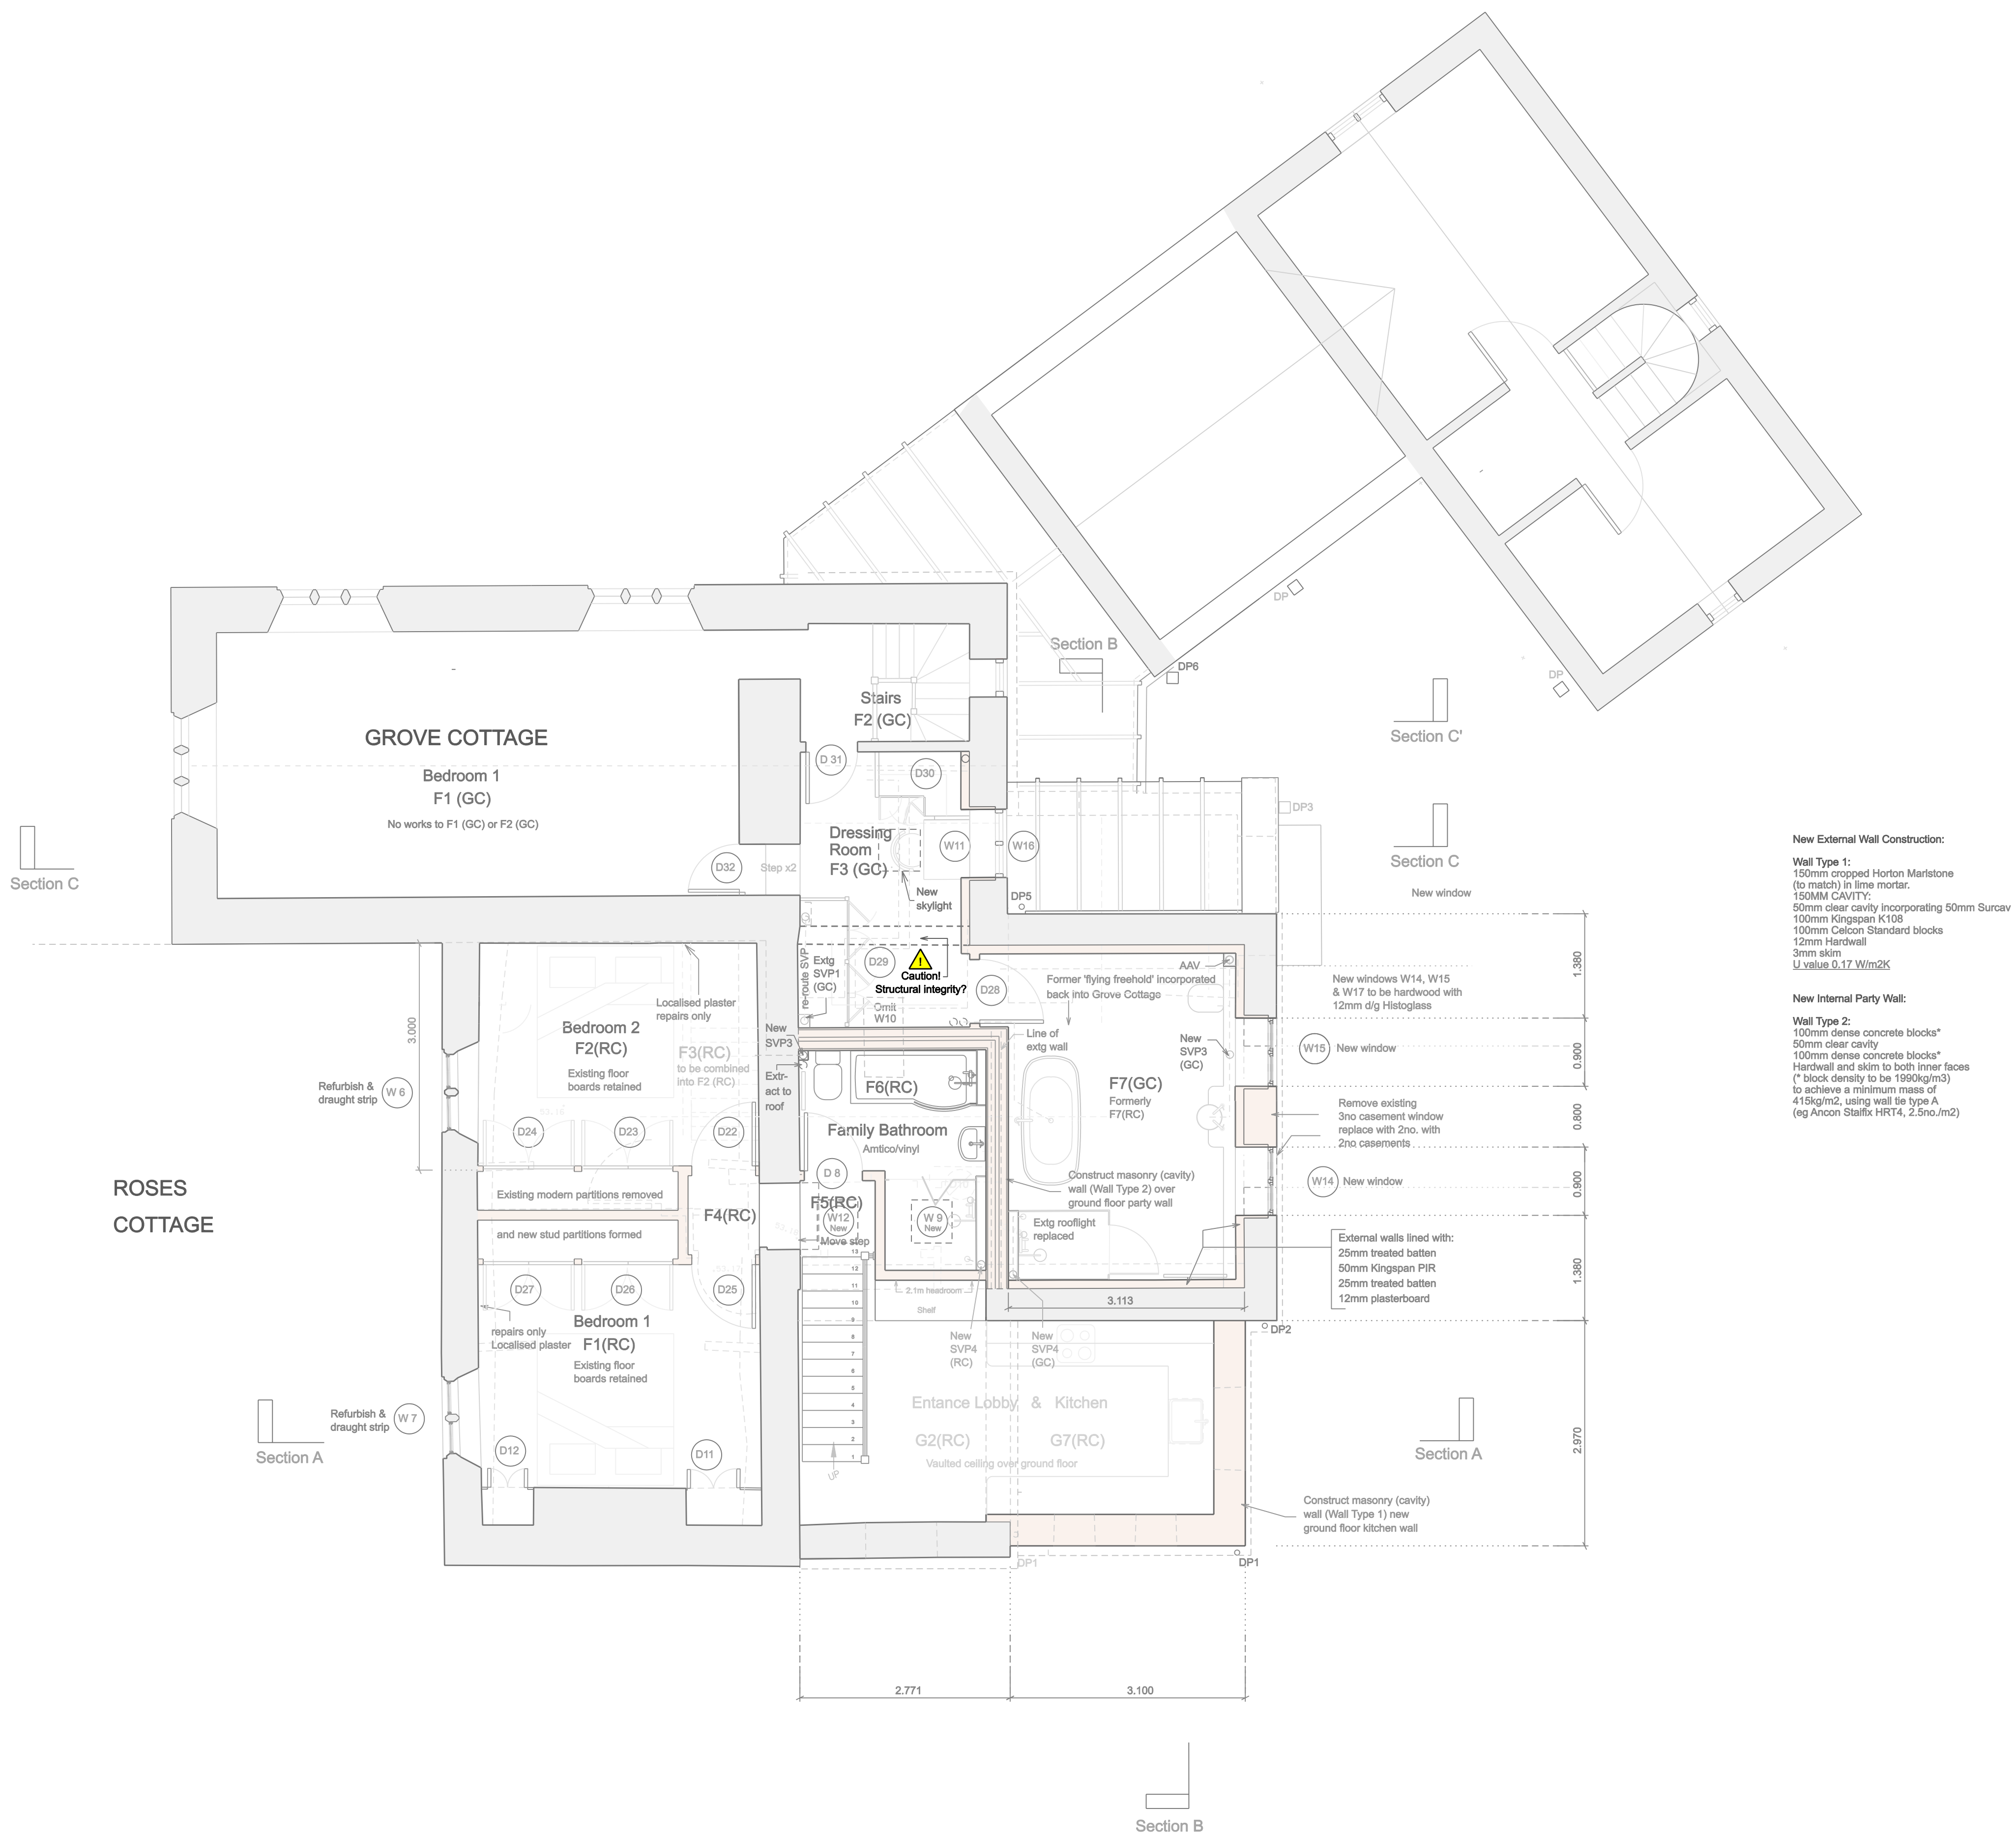 Section B
DP
DP6
DP
Section C'
Stairs
F2 (GC)
GROVE COTTAGE
Bedroom 1
F1 (GC)
No works to F1 (GC) or F2 (GC)
D 31
D30
DP3
Dressing
Room
F3 (GC)
W11
W16
D32
Step x2
Section C
Section C
New window
New
skylight
DP5
New External Wall Construction:
Wall Type 1:
150mm cropped Horton Marlstone
(to match) in lime mortar.
150MM CAVITY:
50mm clear cavity incorporating 50mm Surcav
100mm Kingspan K108
100mm Celcon Standard blocks
12mm Hardwall
3mm skim
U value 0.17 W/m2K
New Internal Party Wall:
Wall Type 2:
100mm dense concrete blocks*
50mm clear cavity
100mm dense concrete blocks*
Hardwall and skim to both inner faces
(* block density to be 1990kg/m3)
to achieve a minimum mass of
415kg/m2, using wall tie type A
(eg Ancon Staifix HRT4, 2.5no./m2)
re-route SVP
Extg
SVP1
(GC)
D29
!
Caution!
Structural integrity?
D28
AAV
Former 'flying freehold' incorporated
back into Grove Cottage
New windows W14, W15
& W17 to be hardwood with
12mm d/g Histoglass
1.380
Localised plaster
repairs only
Omit
W10
3.000
Bedroom 2
F2(RC)
Existing floor
boards retained
F3(RC)
to be combined
into F2 (RC)
New
SVP3
Extr-
act to
roof
Line of
extg wall
New
SVP3
(GC)
W15
New window
0.900
Refurbish &
draught strip
W 6
F6(RC)
F7(GC)
Formerly
F7(RC)
Remove existing
3no casement window
replace with 2no. with
2no casements
0.800
53.16
D24
D23
D22
Family Bathroom
Amtico/vinyl
D 8
Construct masonry (cavity)
wall (Wall Type 2) over
ground floor party wall
W14
New window
0.900
ROSES
COTTAGE
Existing modern partitions removed
and new stud partitions formed
F4(RC)
F5(RC)
W12
New
Move step
W 9
New
Extg rooflight
replaced
External walls lined with:
25mm treated batten
50mm Kingspan PIR
25mm treated batten
12mm plasterboard
1.380
D27
D26
D25
13
12
11
10
9
8
7
6
5
4
3
2
1
UP
2.1m headroom
Shelf
3.113
Bedroom 1
F1(RC)
Existing floor
boards retained
repairs only
Localised plaster
New
SVP4
(RC)
New
SVP4
(GC)
DP2
Entance Lobby & Kitchen
G2(RC)
G7(RC)
Vaulted ceiling over ground floor
2.970
Refurbish &
draught strip
W 7
Section A
D12
D11
Section A
Construct masonry (cavity)
wall (Wall Type 1) new
ground floor kitchen wall
DP1
DP1
2.771
3.100
Section B